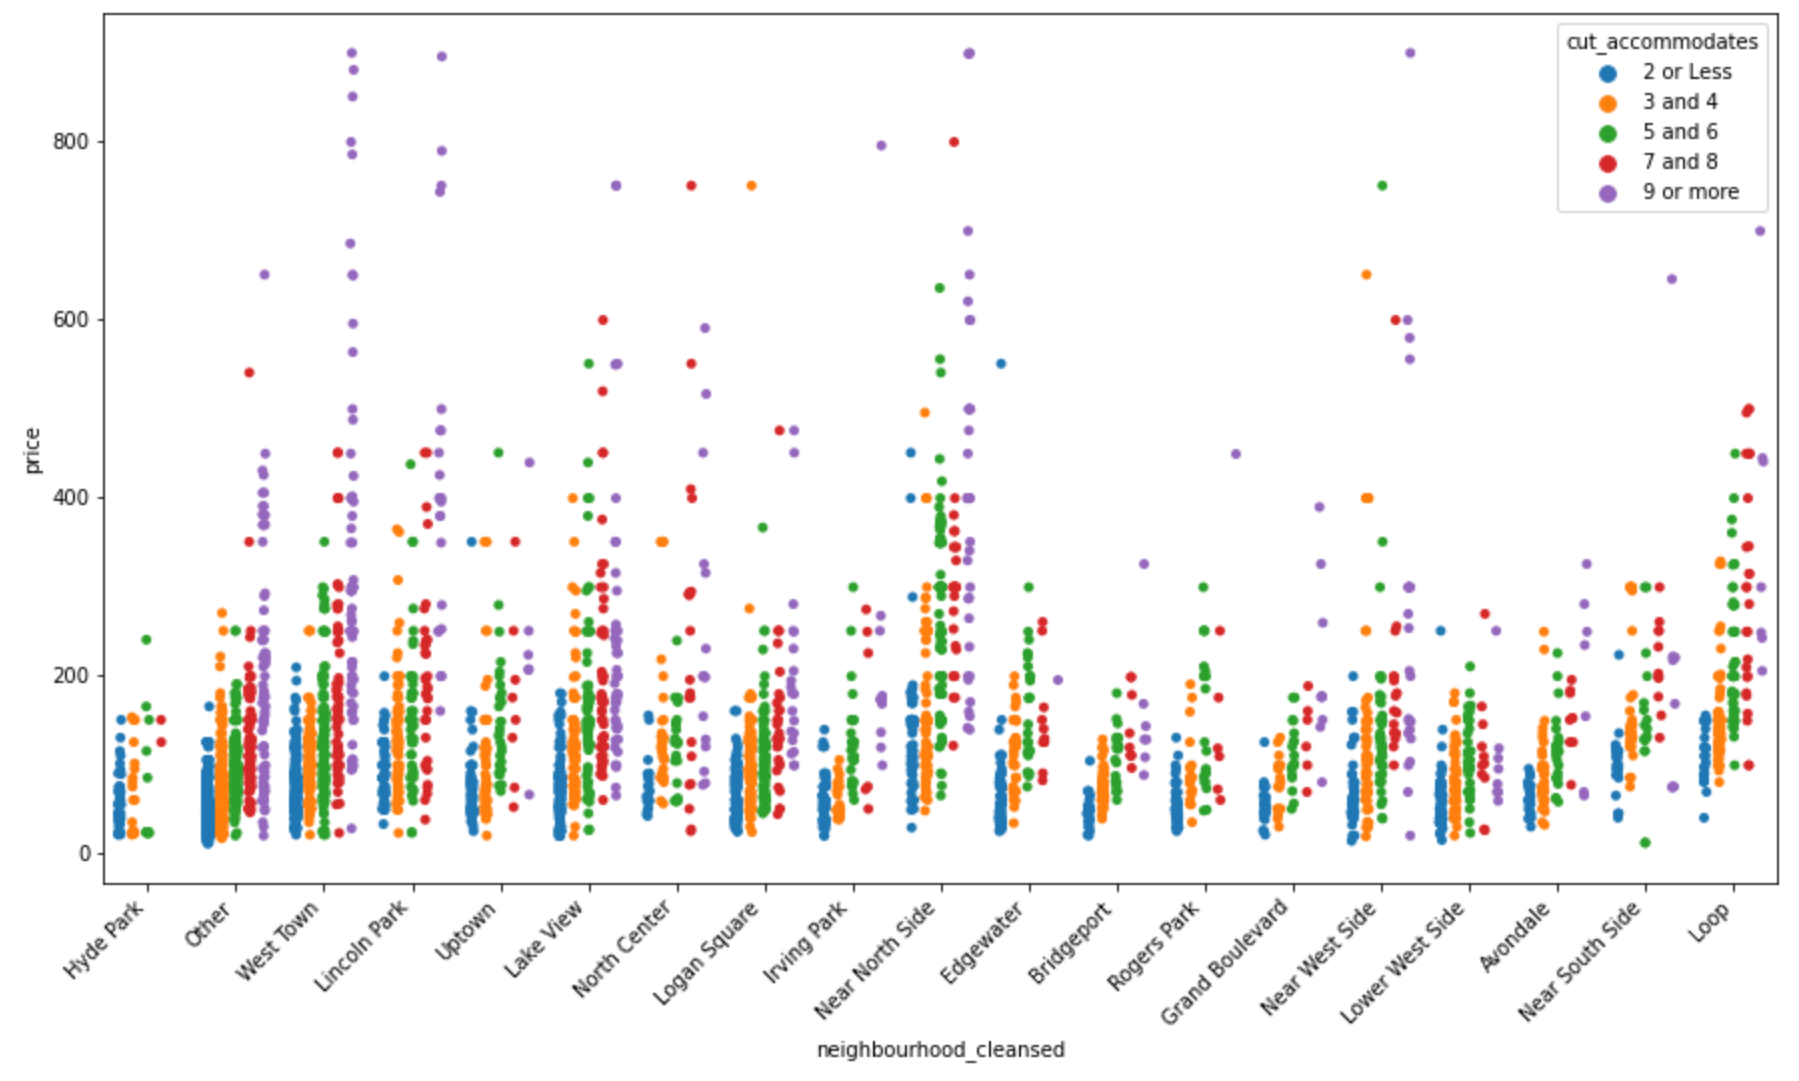 cut_accommodates
2 or Less
3 and 4
5 and 6
7 and 8
9 or more
price
800
600
400
200
0
Hyde Park
Other
West Town
Lincoln Park
Uptown
Lake View
North Center
Logan Square
Irving Park
Near North Side
Edgewater
Bridgeport
Rogers Park
Grand Boulevard
Near West Side
Lower West Side
Avondale
Near South Side
Loop
neighbourhood_cleansed